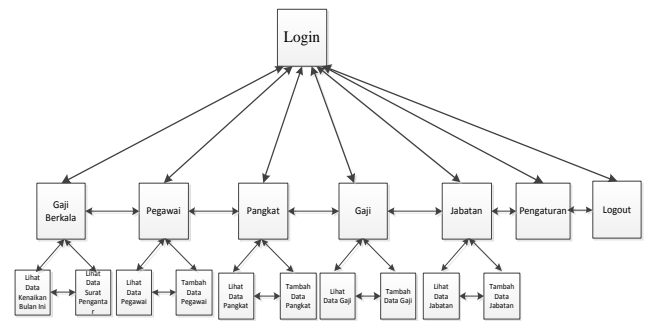 Login
Gaji
Berkala
Pegawai
Pangkat
Gaji
Jabatan
Pengaturan
Logout
Lihat
Data
Kenaikan
Bulan Ini
Lihat
Data
Surat
Penganta
r
Lihat
Data
Pegawai
Tambah
Data
Pegawai
Lihat
Data
Pangkat
Tambah
Data
Pangkat
Lihat
Data Gaji
Tambah
Data Gaji
Lihat
Data
Jabatan
Tambah
Data
Jabatan